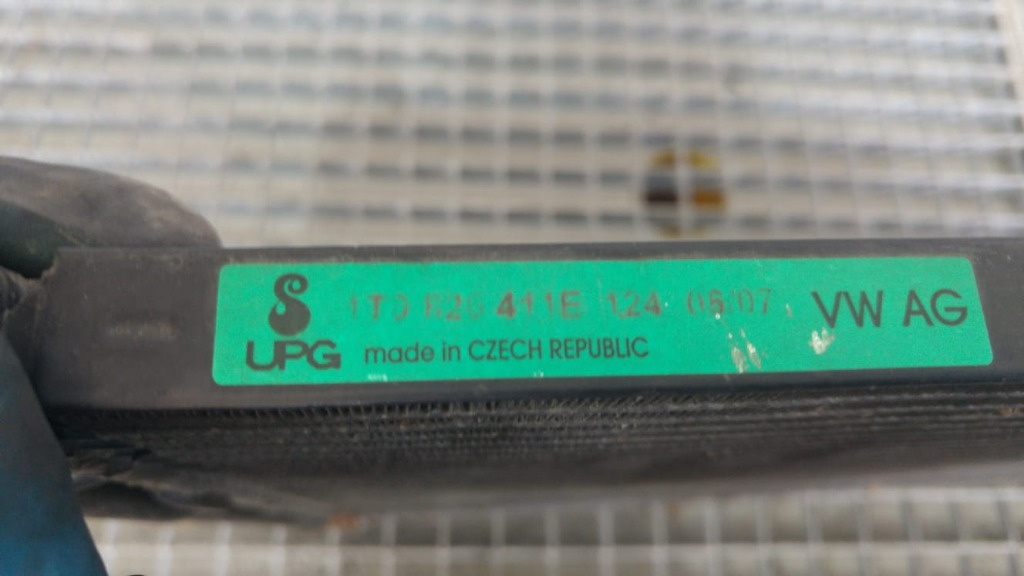 1T0 820 411E 124 06/07 VW AG
UPG made in CZECH REPUBLIC